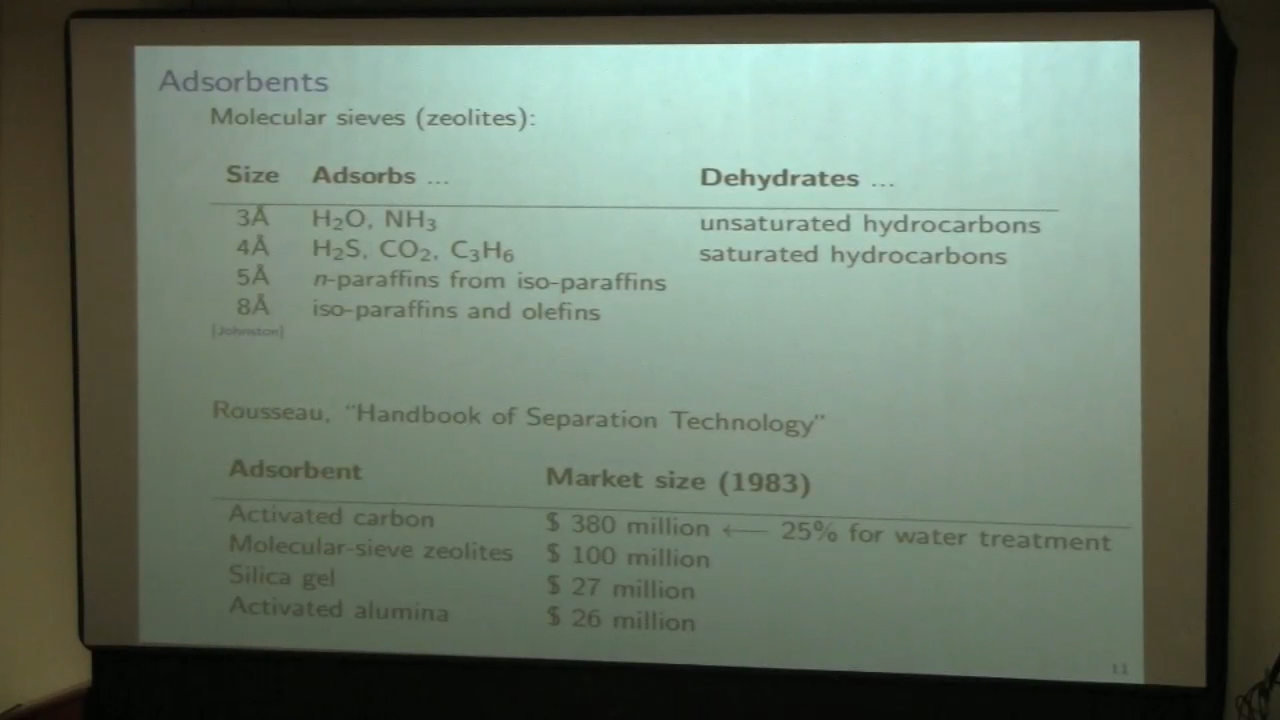 Adsorbents
Molecular sieves (zeolites):
Size Adsorbs ... Dehydrates ...
3Å H₂O, NH₃ unsaturated hydrocarbons
4Å H₂S, CO₂, C₃H₆ saturated hydrocarbons
5Å n-paraffins from iso-paraffins
8Å iso-paraffins and olefins
[Johnston]
Rousseau, “Handbook of Separation Technology”
Adsorbent Market size (1983)
Activated carbon $ 380 million ← 25% for water treatment
Molecular-sieve zeolites $ 100 million
Silica gel $ 27 million
Activated alumina $ 26 million
11